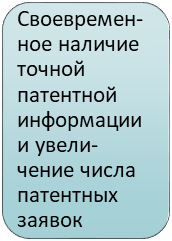 Своевремен-
ное наличие
точной
патентной
информации
и увели-
чение числа
патентных
заявок